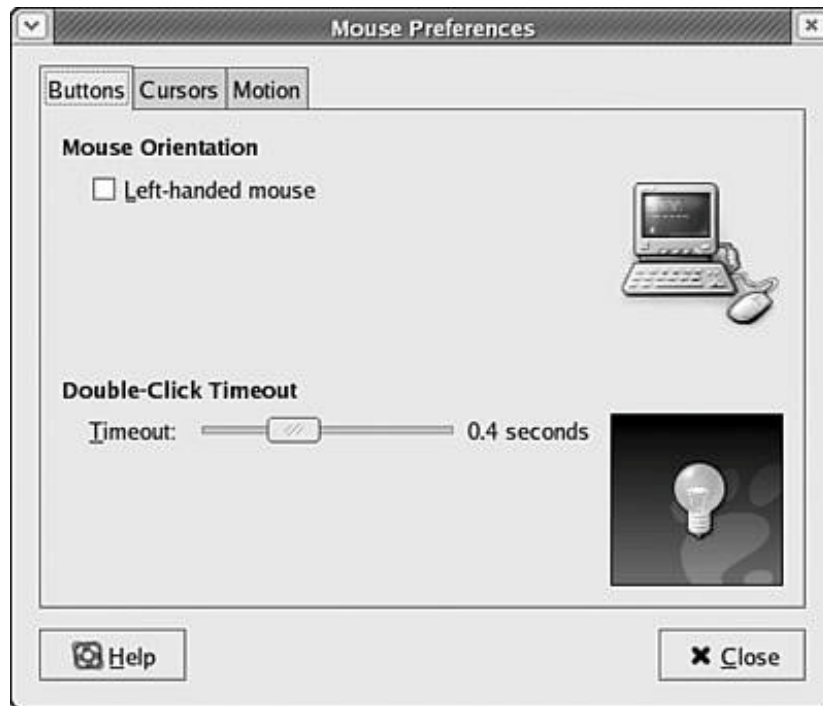 Mouse Preferences
Buttons Cursors Motion
Mouse Orientation
Left-handed mouse
Double-Click Timeout
Timeout: 0.4 seconds
Help Close